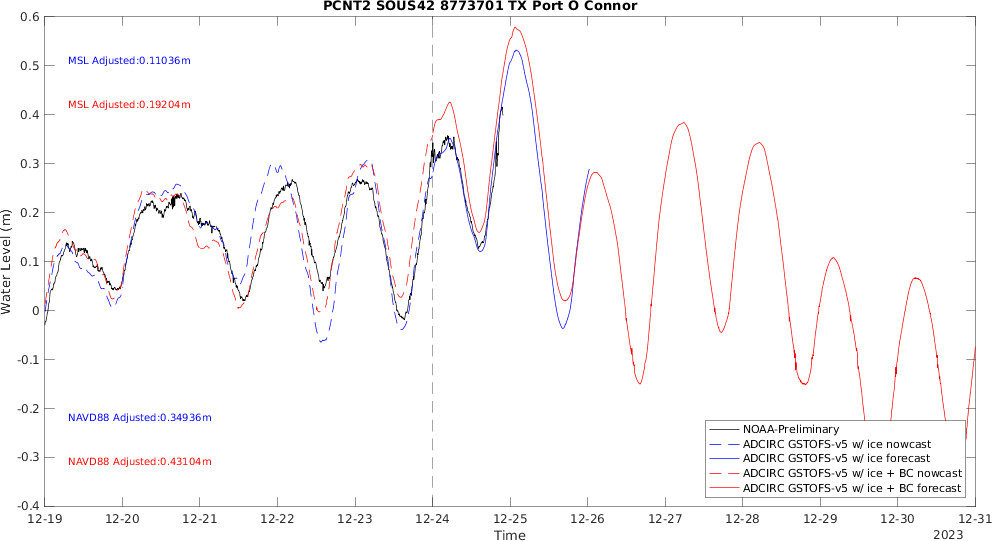 PCNT2 SOUS42 8773701 TX Port O Connor
0.6
0.5
0.4
0.3
0.2
0.1
0
-0.1
-0.2
-0.3
-0.4
Water Level (m)
MSL Adjusted:0.11036m
MSL Adjusted:0.19204m
NAVD88 Adjusted:0.34936m
NAVD88 Adjusted:0.43104m
NOAA-Preliminary
ADCIRC GSTOFS-v5 w/ ice nowcast
ADCIRC GSTOFS-v5 w/ ice forecast
ADCIRC GSTOFS-v5 w/ ice + BC nowcast
ADCIRC GSTOFS-v5 w/ ice + BC forecast
12-19 12-20 12-21 12-22 12-23 12-24 12-25 12-26 12-27 12-28 12-29 12-30 12-31
Time
2023